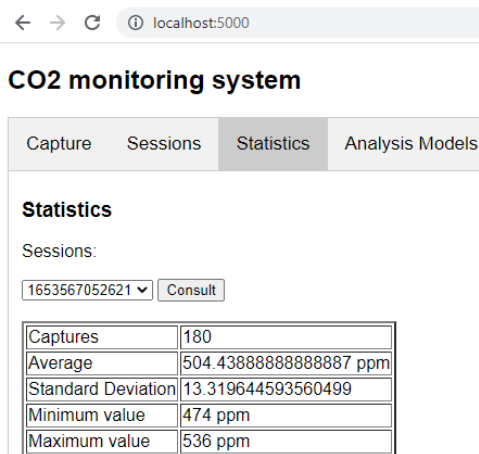 localhost:5000
CO2 monitoring system
Capture Sessions Statistics Analysis Models
Statistics
Sessions:
1653567052621 Consult
Captures 180
Average 504.43888888888887 ppm
Standard Deviation 13.319644593560499
Minimum value 474 ppm
Maximum value 536 ppm